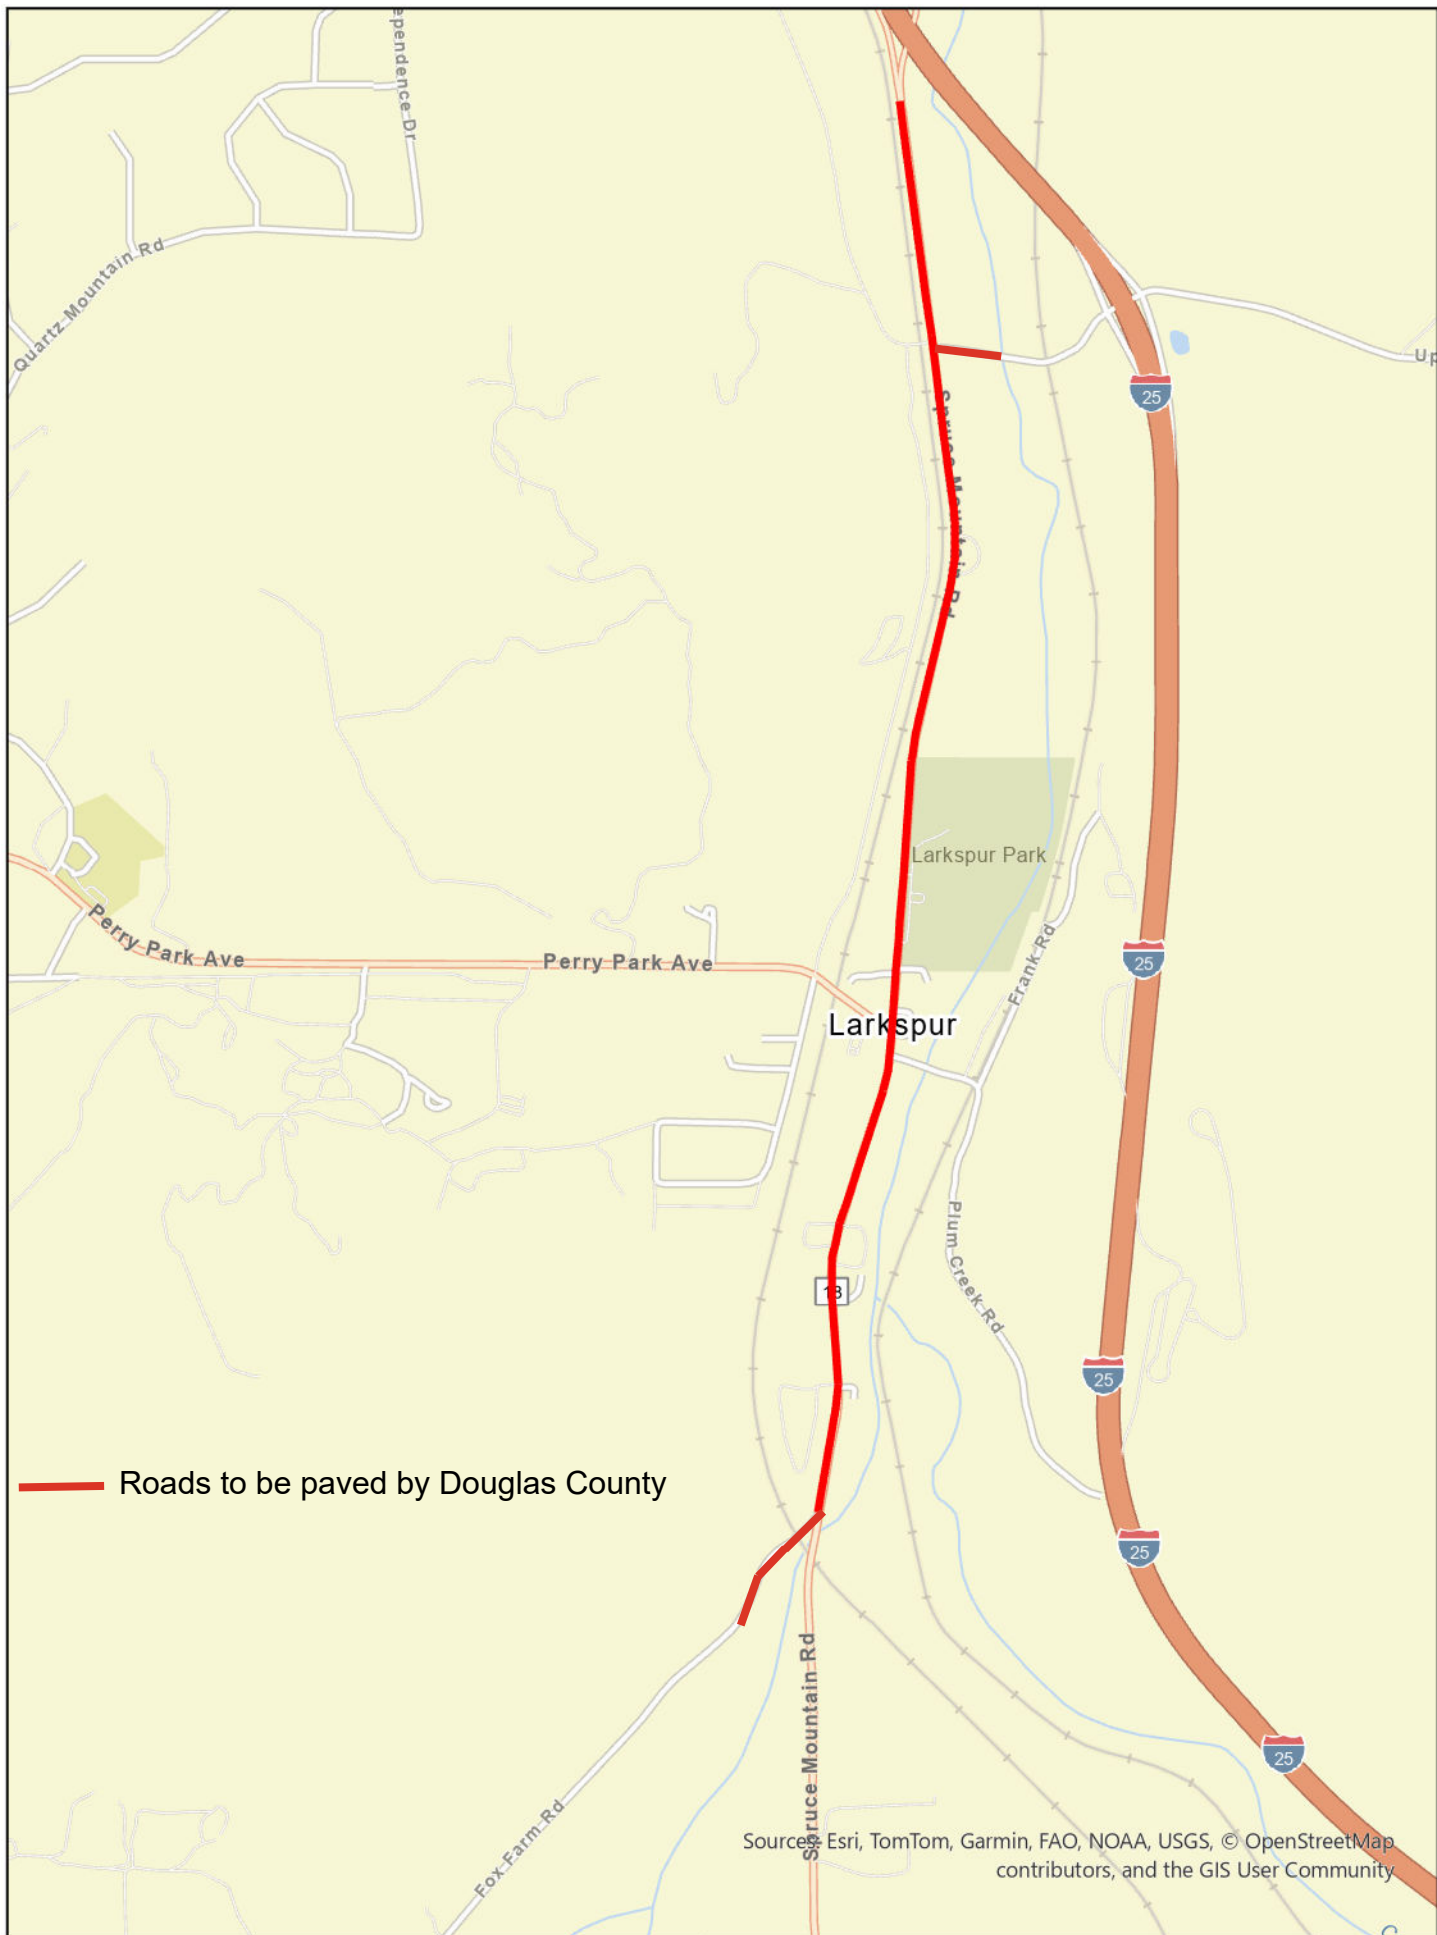 ependence Dr
Quartz Mountain Rd
Up
25
Spruce Mountain Rd
Larkspur Park
Perry Park Ave
Perry Park Ave
25
Frank Rd
Larkspur
Plum Creek Rd
18
25
Roads to be paved by Douglas County
25
Spruce Mountain Rd
25
Fox Farm Rd
Sources: Esri, TomTom, Garmin, FAO, NOAA, USGS, © OpenStreetMap
contributors, and the GIS User Community